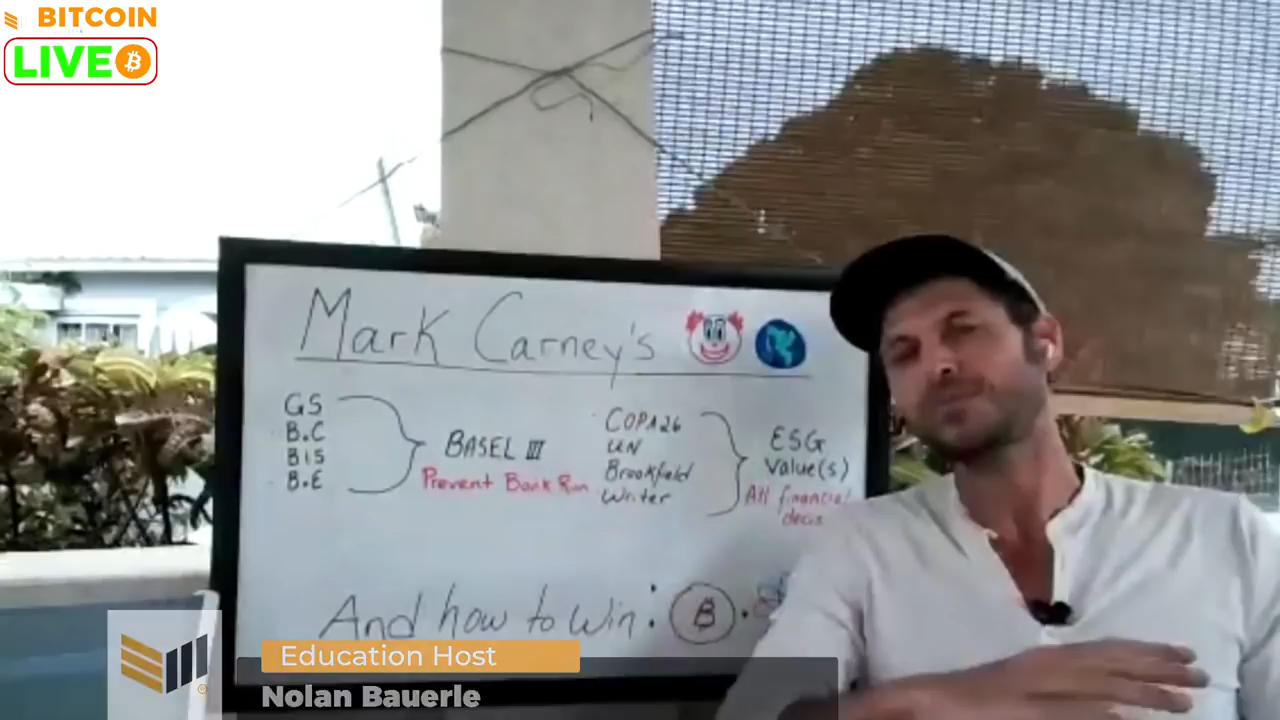 BITCOIN
LIVE
Mark Carney's
GS
B.C
BIS
B.E
BASEL III
Prevent Bank Run
COPA26
UN
Brookfield
Writer
ESG
Value(s)
All financial
decis
And how to win:
Education Host
Nolan Bauerle